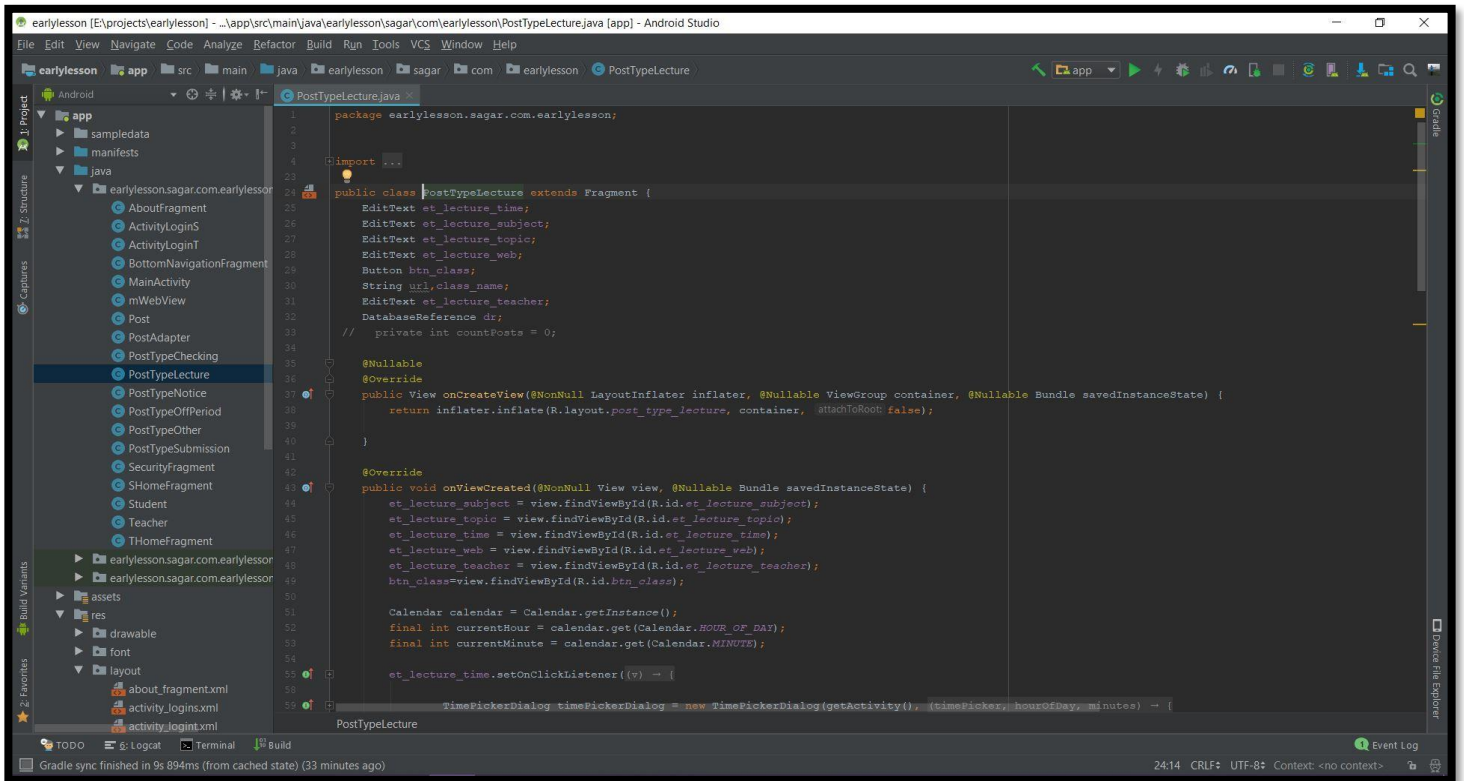 earlylesson [E:\projects\earlylesson] - ...\app\src\main\java\earlylesson\sagar\com\earlylesson\PostTypeLecture.java [app] - Android Studio
File Edit View Navigate Code Analyze Refactor Build Run Tools VCS Window Help
earlylesson app src main java earlylesson sagar com earlylesson PostTypeLecture
app
Android
PostTypeLecture.java
1: Project
Z: Structure
Captures
Build Variants
2: Favorites
app
sampledata
manifests
java
earlylesson.sagar.com.earlylesson
AboutFragment
ActivityLoginS
ActivityLoginT
BottomNavigationFragment
MainActivity
mWebView
Post
PostAdapter
PostTypeChecking
PostTypeLecture
PostTypeNotice
PostTypeOffPeriod
PostTypeOther
PostTypeSubmission
SecurityFragment
SHomeFragment
Student
Teacher
THomeFragment
earlylesson.sagar.com.earlylesson
earlylesson.sagar.com.earlylesson
assets
res
drawable
font
layout
about_fragment.xml
activity_logins.xml
activity_logint.xml
1 package earlylesson.sagar.com.earlylesson;
2
3
4 import ...
23
24 public class PostTypeLecture extends Fragment {
25 EditText et_lecture_time;
26 EditText et_lecture_subject;
27 EditText et_lecture_topic;
28 EditText et_lecture_web;
29 Button btn_class;
30 String url,class_name;
31 EditText et_lecture_teacher;
32 DatabaseReference dr;
33 // private int countPosts = 0;
34
35 @Nullable
36 @Override
37 public View onCreateView(@NonNull LayoutInflater inflater, @Nullable ViewGroup container, @Nullable Bundle savedInstanceState) {
38 return inflater.inflate(R.layout.post_type_lecture, container, attachToRoot: false);
39
40 }
41
42 @Override
43 public void onViewCreated(@NonNull View view, @Nullable Bundle savedInstanceState) {
44 et_lecture_subject = view.findViewById(R.id.et_lecture_subject);
45 et_lecture_topic = view.findViewById(R.id.et_lecture_topic);
46 et_lecture_time = view.findViewById(R.id.et_lecture_time);
47 et_lecture_web = view.findViewById(R.id.et_lecture_web);
48 et_lecture_teacher = view.findViewById(R.id.et_lecture_teacher);
49 btn_class=view.findViewById(R.id.btn_class);
50
51 Calendar calendar = Calendar.getInstance();
52 final int currentHour = calendar.get(Calendar.HOUR_OF_DAY);
53 final int currentMinute = calendar.get(Calendar.MINUTE);
54
55 et_lecture_time.setOnClickListener((v) → {
58
59 TimePickerDialog timePickerDialog = new TimePickerDialog(getActivity(), (timePicker, hourOfDay, minutes) → {
PostTypeLecture
Gradle
Device File Explorer
TODO 6: Logcat Terminal Build
1 Event Log
Gradle sync finished in 9s 894ms (from cached state) (33 minutes ago)
24:14 CRLF UTF-8 Context: <no context>